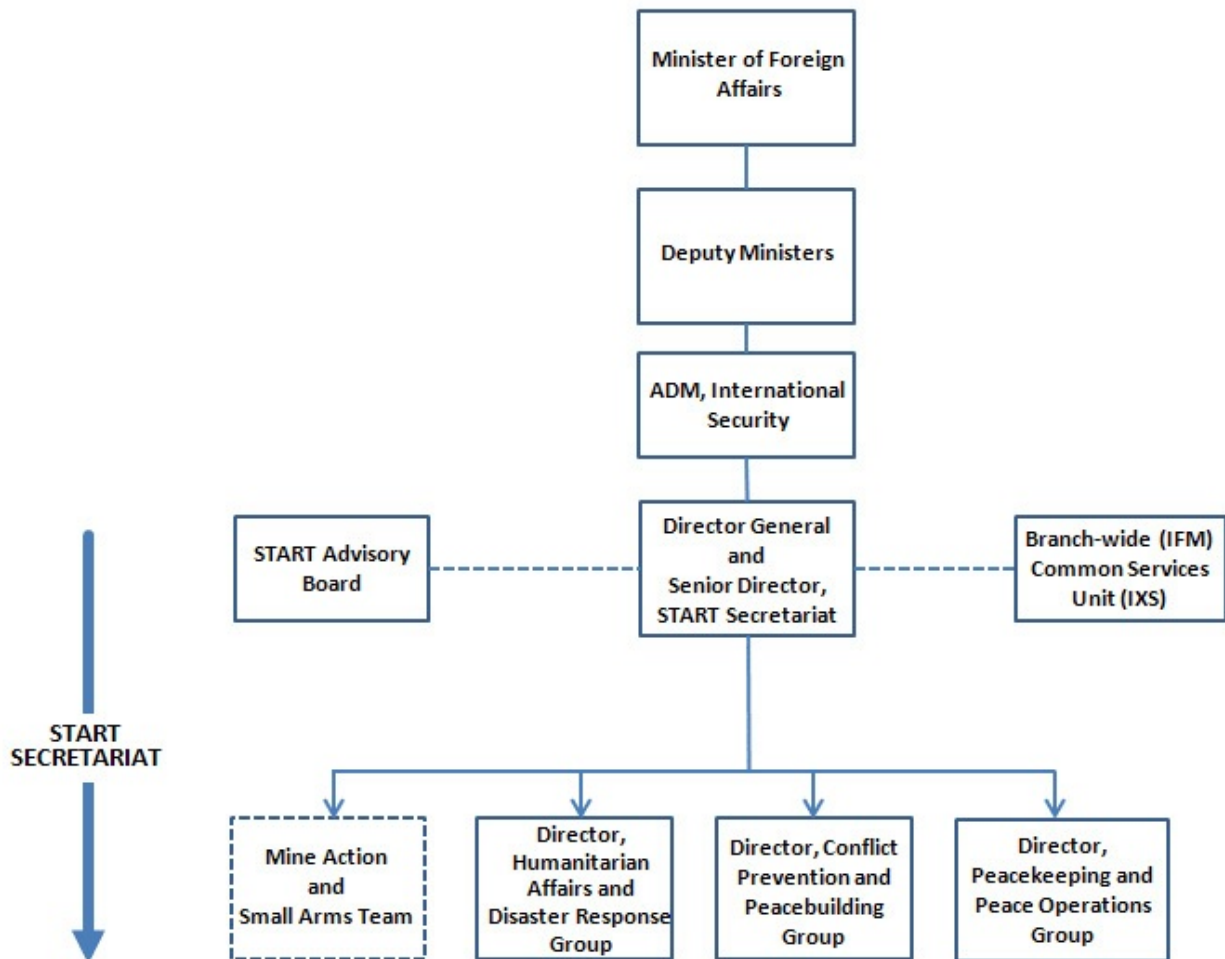 Minister of Foreign
Affairs
Deputy Ministers
ADM, International
Security
START Advisory
Board
Director General
and
Senior Director,
START Secretariat
Branch-wide (IFM)
Common Services
Unit (IXS)
START
SECRETARIAT
Mine Action
and
Small Arms Team
Director,
Humanitarian
Affairs and
Disaster Response
Group
Director, Conflict
Prevention and
Peacebuilding
Group
Director,
Peacekeeping and
Peace Operations
Group